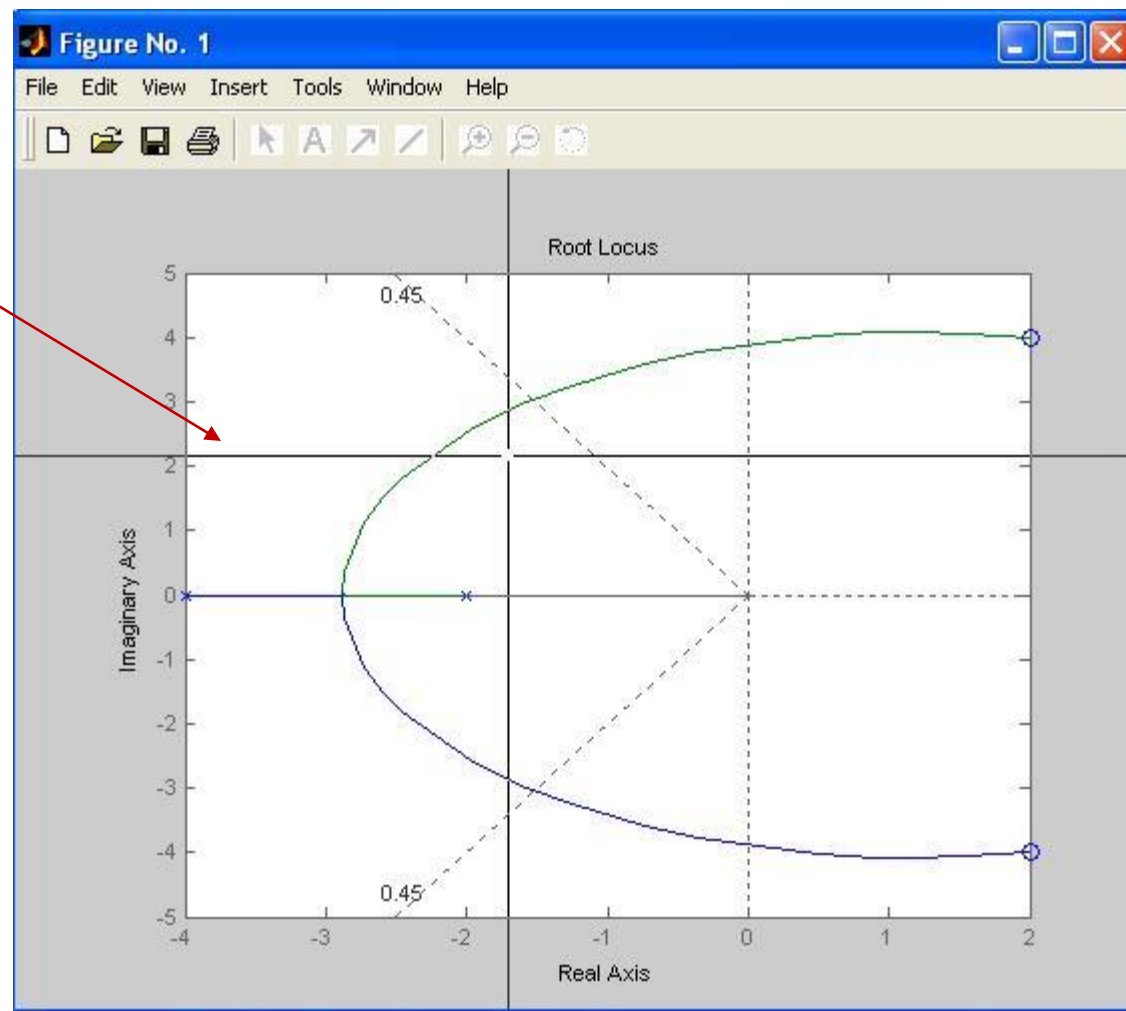 Figure No. 1
File Edit View Insert Tools Window Help
A
Root Locus
0.45
5
4
3
2
1
0
-1
-2
-3
-4
-5
Imaginary Axis
0.45
-4 -3 -2 -1 0 1 2
Real Axis